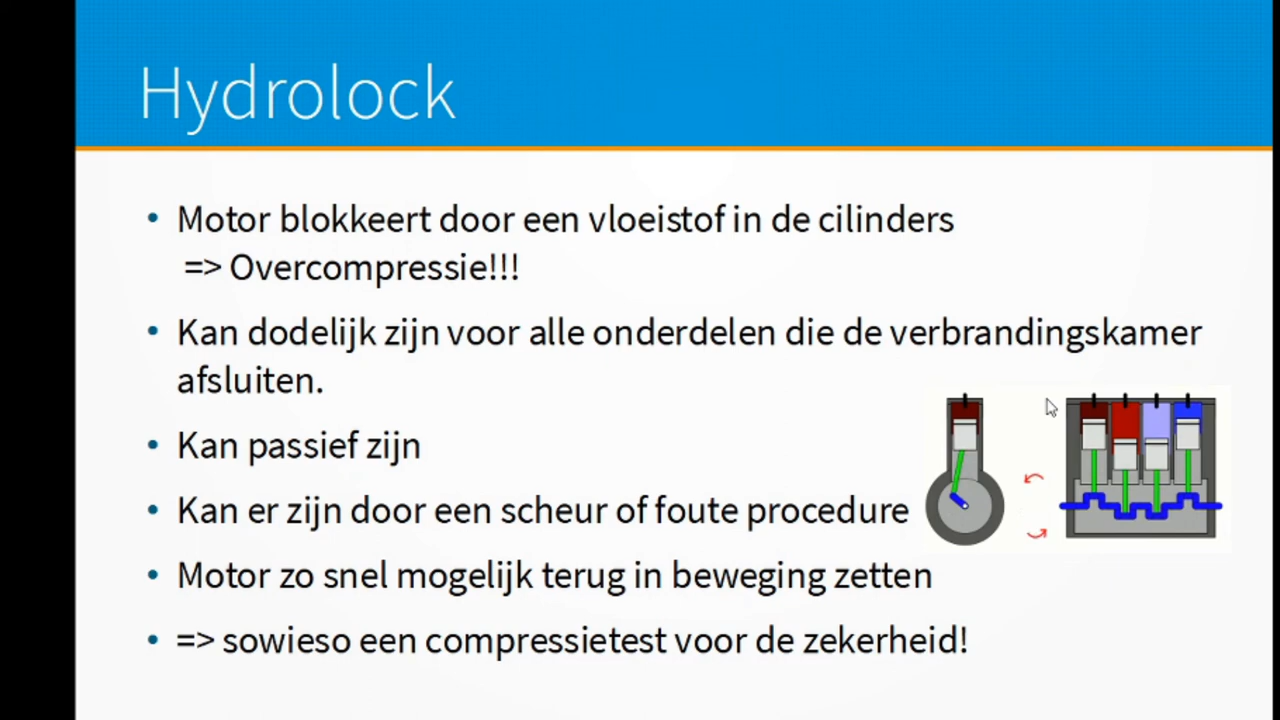 Hydrolock
• Motor blokkeert door een vloeistof in de cilinders
=> Overcompressie!!!
• Kan dodelijk zijn voor alle onderdelen die de verbrandingskamer
afsluiten.
• Kan passief zijn
• Kan er zijn door een scheur of foute procedure
• Motor zo snel mogelijk terug in beweging zetten
• => sowieso een compressietest voor de zekerheid!